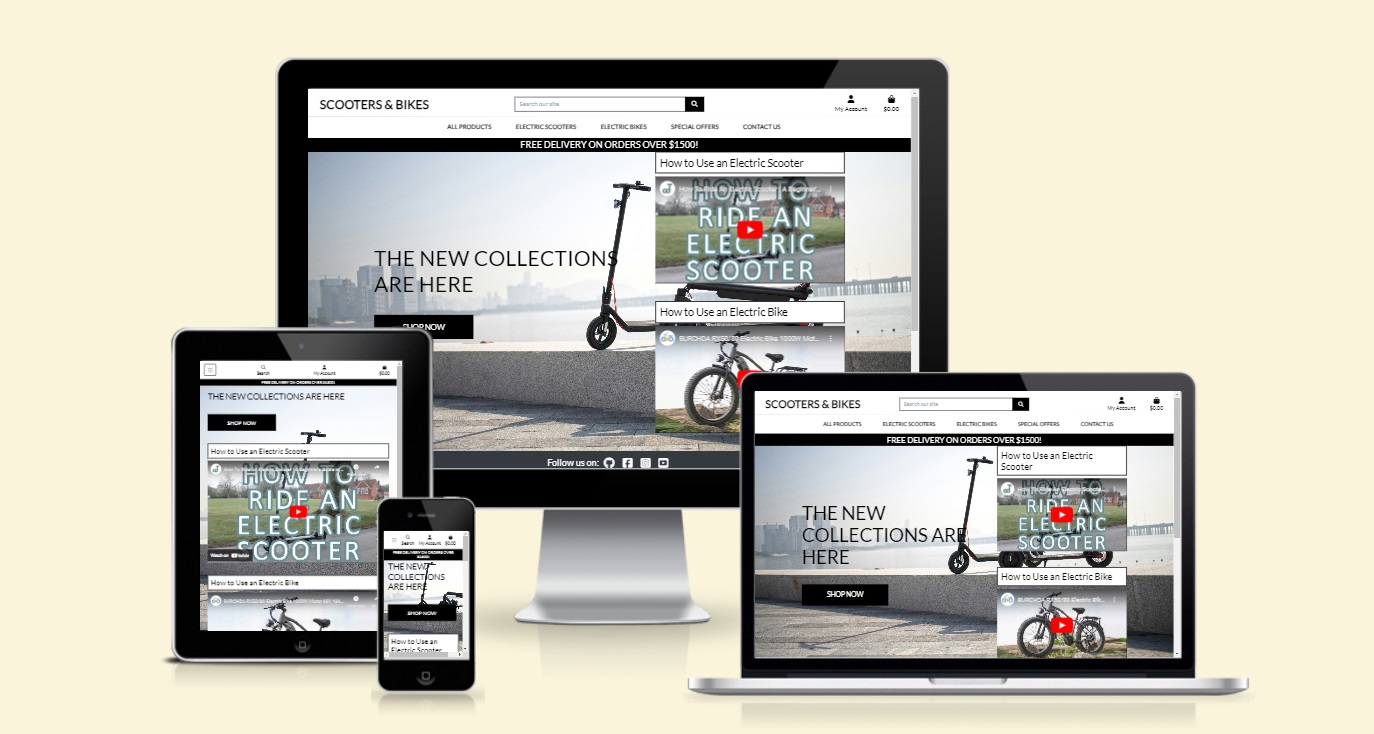 SCOOTERS & BIKES
Search our site
My Account
$0.00
ALL PRODUCTS
ELECTRIC SCOOTERS
ELECTRIC BIKES
SPECIAL OFFERS
CONTACT US
FREE DELIVERY ON ORDERS OVER $1500!
THE NEW COLLECTIONS
ARE HERE
SHOP NOW
How to Use an Electric Scooter
How To Ride An Electric Scooter | A Beginner...
HOW TO
RIDE AN
ELECTRIC
SCOOTER
How to Use an Electric Bike
Electric Bike 1000W Mot...
Follow us on:
Search
My Account
$0.00
FREE DELIVERY ON ORDERS OVER $1500!
THE NEW COLLECTIONS ARE HERE
SHOP NOW
How to Use an Electric Scooter
HOW TO
RIDE AN
ELECTRIC
SCOOTER
Watch on YouTube
How to Use an Electric Bike
Search
My Account
$0.00
FREE DELIVERY ON ORDERS OVER
$1500!
THE NEW
COLLECTIONS
ARE HERE
SHOP NOW
How to Use an
Electric Scooter
SCOOTERS & BIKES
Search our site
My Account
$0.00
ALL PRODUCTS
ELECTRIC SCOOTERS
ELECTRIC BIKES
SPECIAL OFFERS
CONTACT US
FREE DELIVERY ON ORDERS OVER $1500!
THE NEW
COLLECTIONS ARE
HERE
SHOP NOW
How to Use an Electric
Scooter
HOW TO
RIDE AN
ELECTRIC
SCOOTER
How to Use an Electric Bike